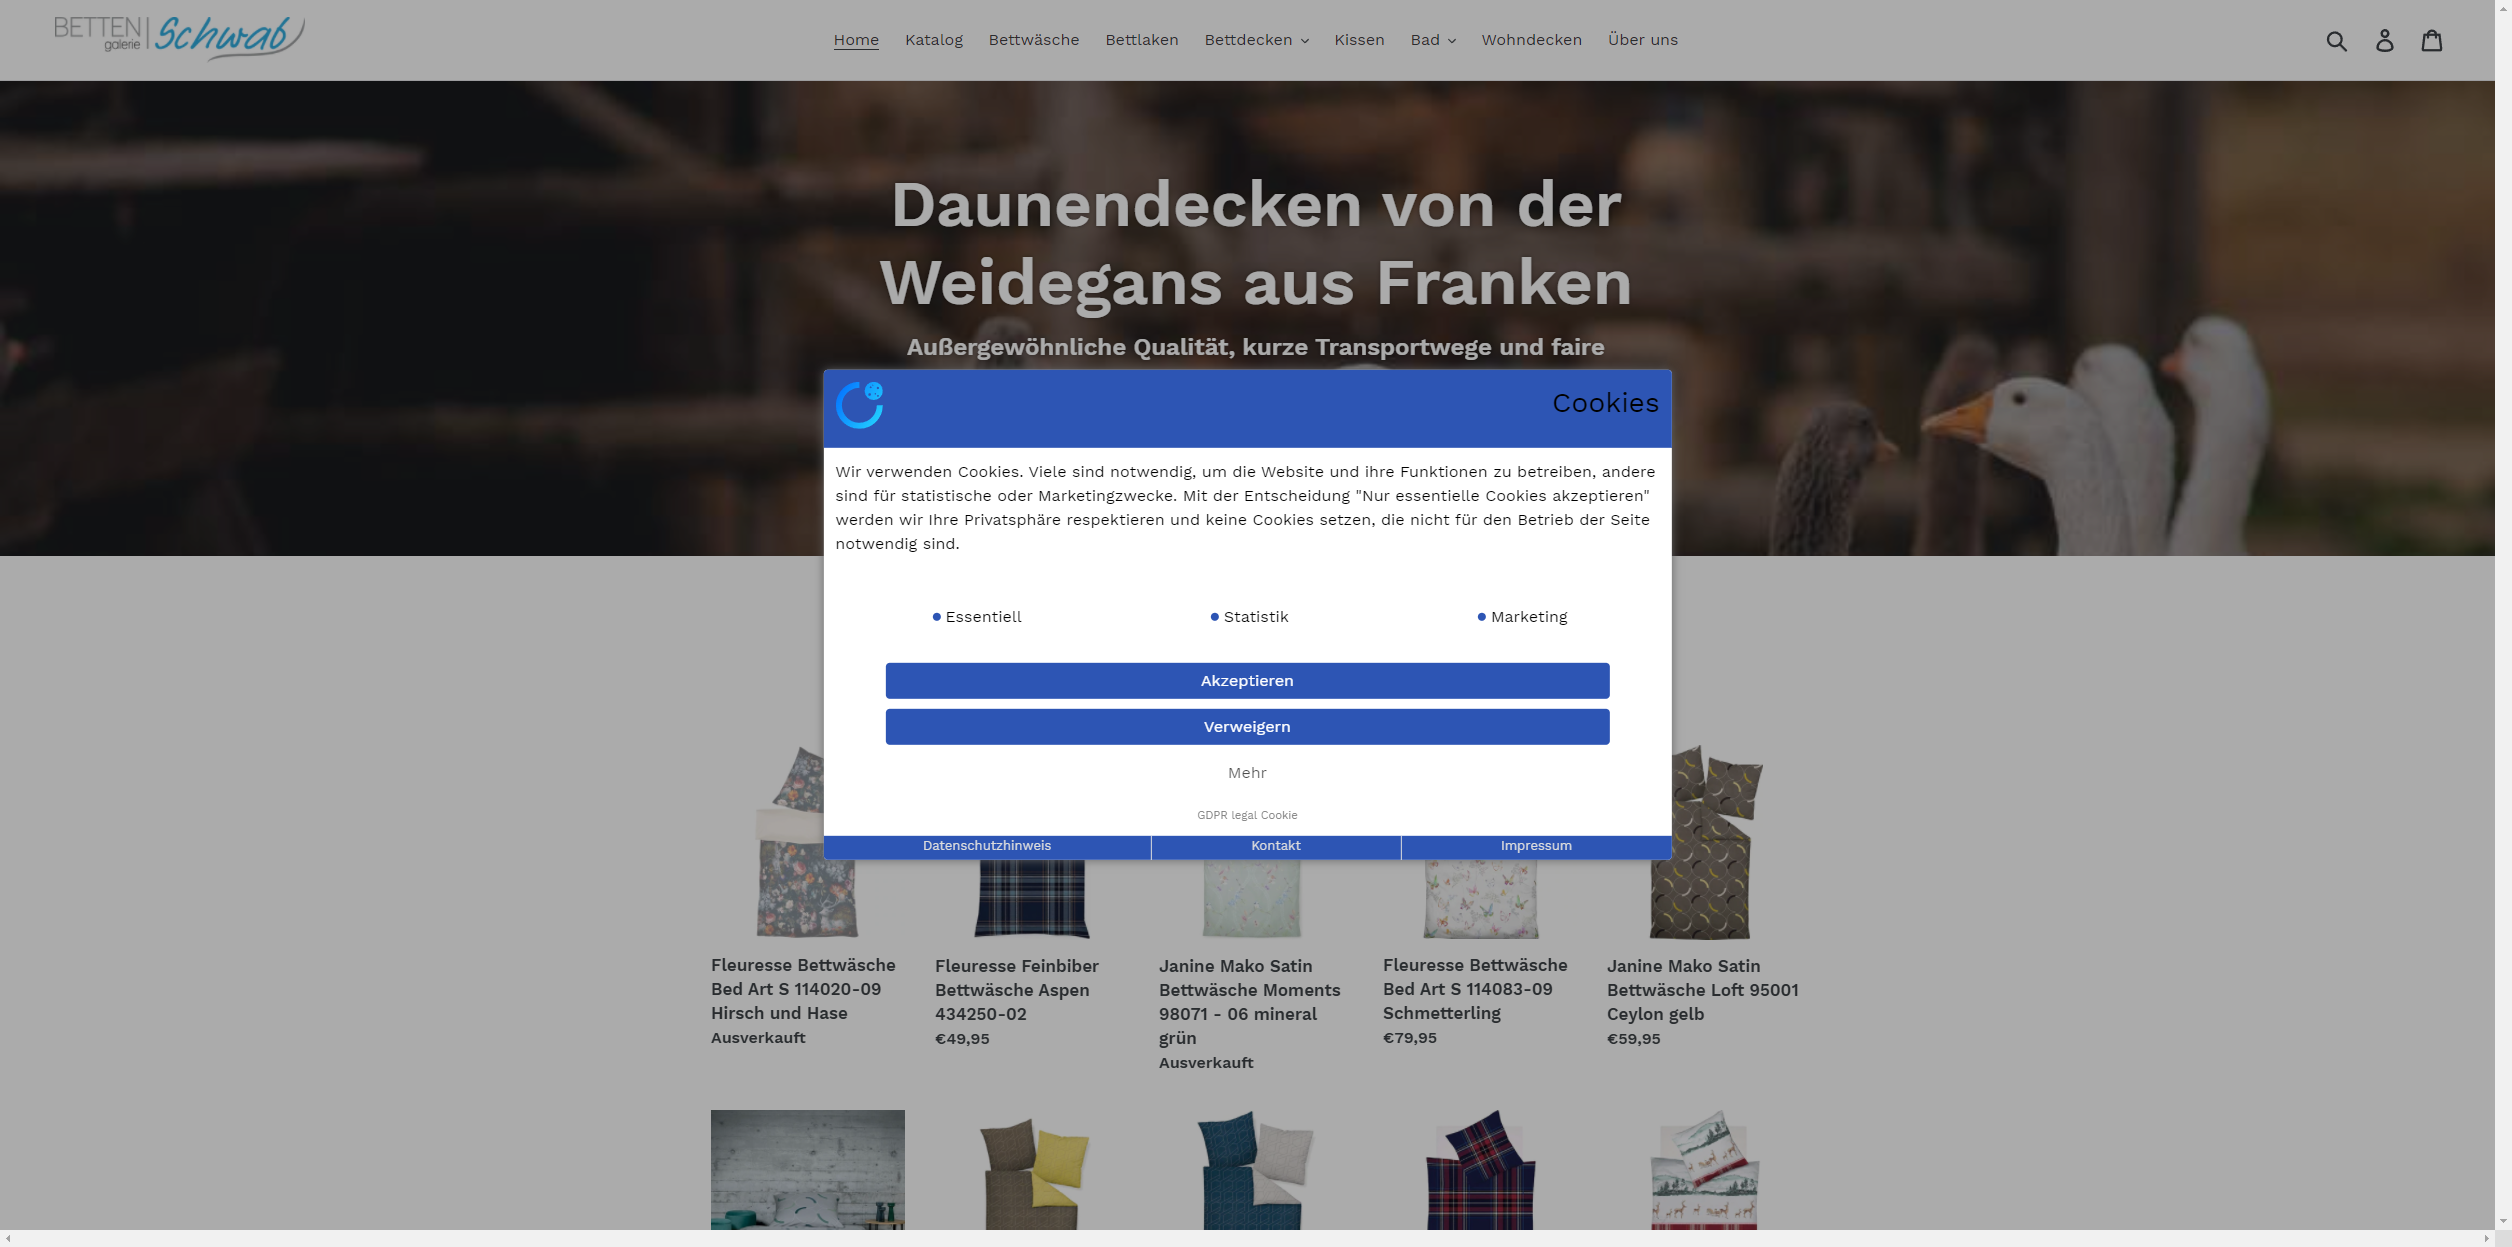 BETTEN galerie Schwab
Home Katalog Bettwäsche Bettlaken Bettdecken Kissen Bad Wohndecken Über uns
Daunendecken von der
Weidegans aus Franken
Außergewöhnliche Qualität, kurze Transportwege und faire
Cookies
Wir verwenden Cookies. Viele sind notwendig, um die Website und ihre Funktionen zu betreiben, andere
sind für statistische oder Marketingzwecke. Mit der Entscheidung "Nur essentielle Cookies akzeptieren"
werden wir Ihre Privatsphäre respektieren und keine Cookies setzen, die nicht für den Betrieb der Seite
notwendig sind.
Essentiell Statistik Marketing
Akzeptieren
Verweigern
Mehr
GDPR legal Cookie
Datenschutzhinweis Kontakt Impressum
Fleuresse Bettwäsche
Bed Art S 114020-09
Hirsch und Hase
Ausverkauft
Fleuresse Feinbiber
Bettwäsche Aspen
434250-02
€49,95
Janine Mako Satin
Bettwäsche Moments
98071 - 06 mineral
grün
Ausverkauft
Fleuresse Bettwäsche
Bed Art S 114083-09
Schmetterling
€79,95
Janine Mako Satin
Bettwäsche Loft 95001
Ceylon gelb
€59,95